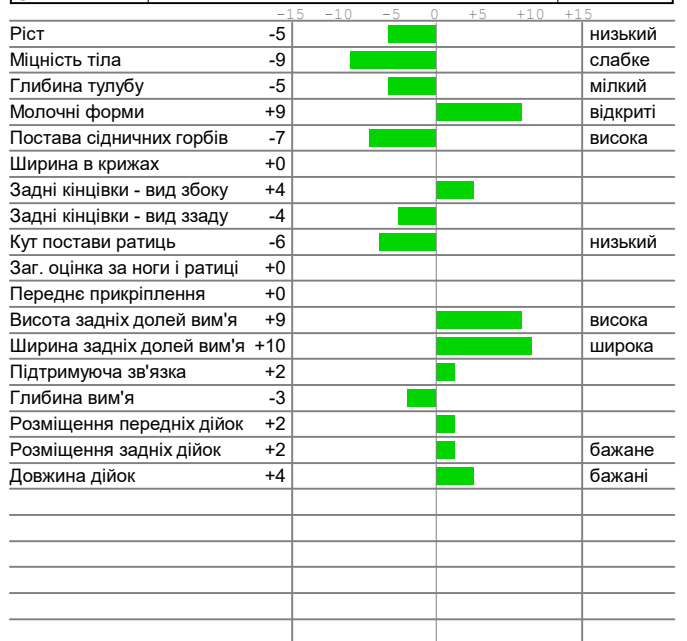 -15 -10 -5 0 +5 +10 +15
Ріст -5 низький
Міцність тіла -9 слабке
Глибина тулубу -5 мілкий
Молочні форми +9 відкриті
Постава сідничних горбів -7 висока
Ширина в крижах +0
Задні кінцівки - вид збоку +4
Задні кінцівки - вид ззаду -4
Кут постави ратиць -6 низький
Заг. оцінка за ноги і ратиці +0
Переднє прикріплення +0
Висота задніх долей вим'я +9 висока
Ширина задніх долей вим'я +10 широка
Підтримуюча зв'язка +2
Глибина вим'я -3
Розміщення передніх дійок +2
Розміщення задніх дійок +2 бажане
Довжина дійок +4 бажані